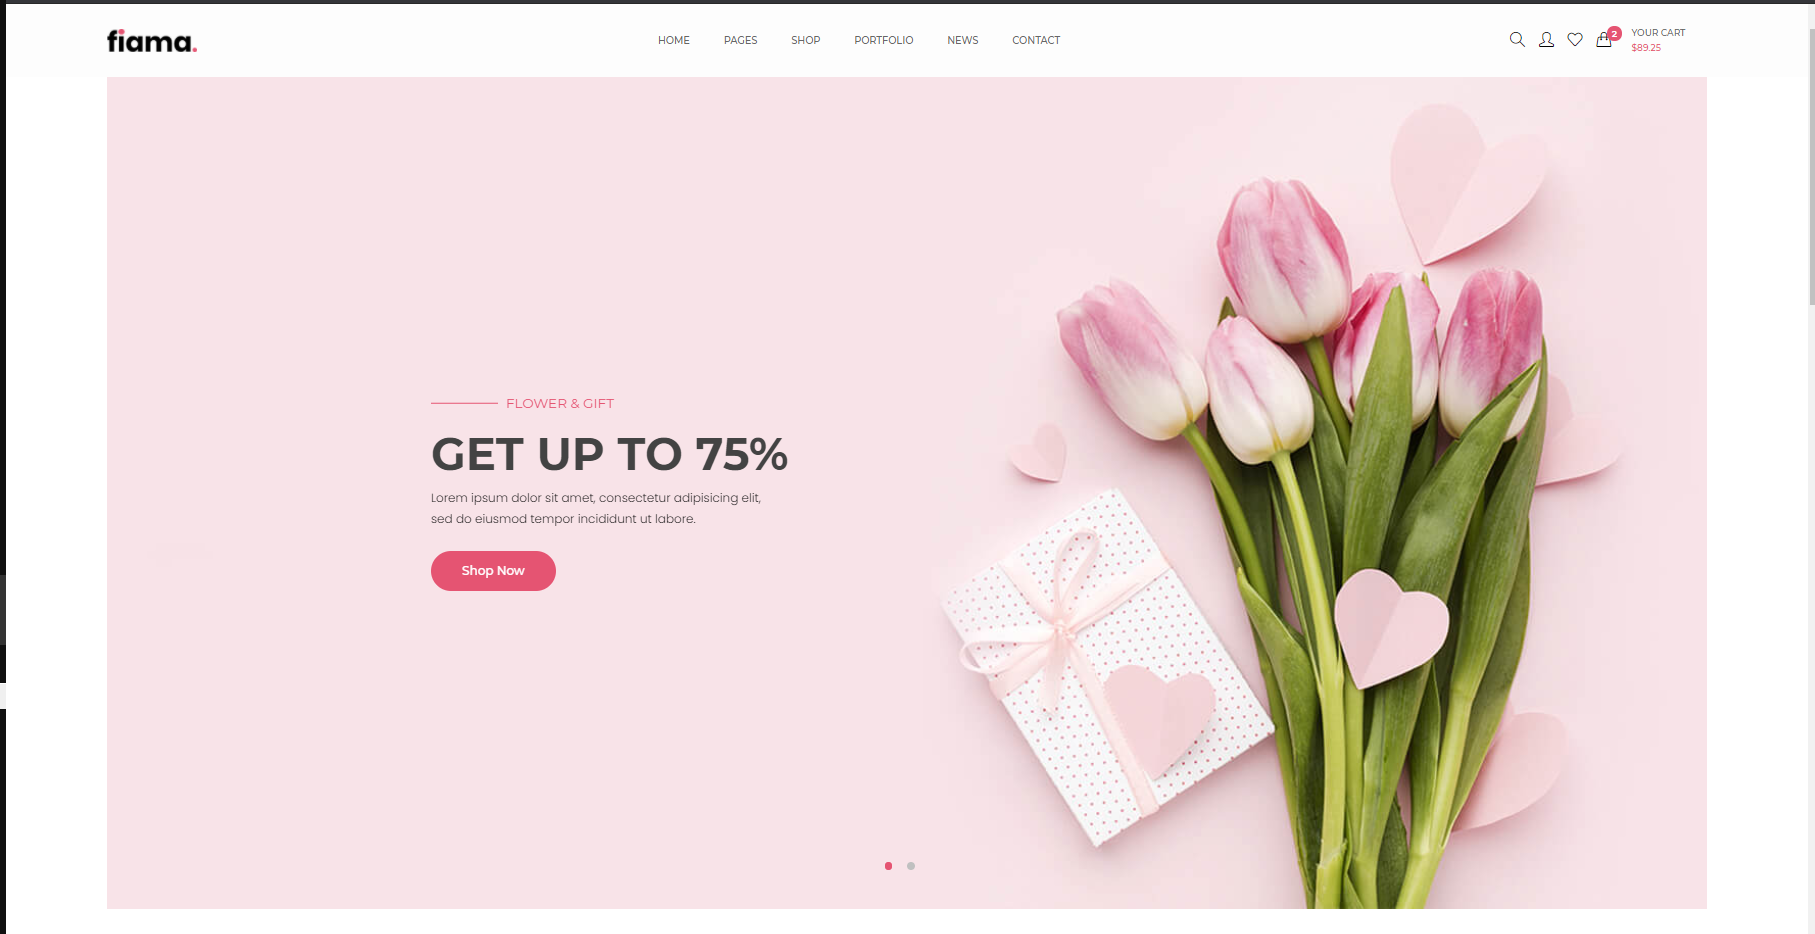 fiama.
HOME PAGES SHOP PORTFOLIO NEWS CONTACT
2
YOUR CART
$89.25
FLOWER & GIFT
GET UP TO 75%
Lorem ipsum dolor sit amet, consectetur adipisicing elit,
sed do eiusmod tempor incididunt ut labore.
Shop Now